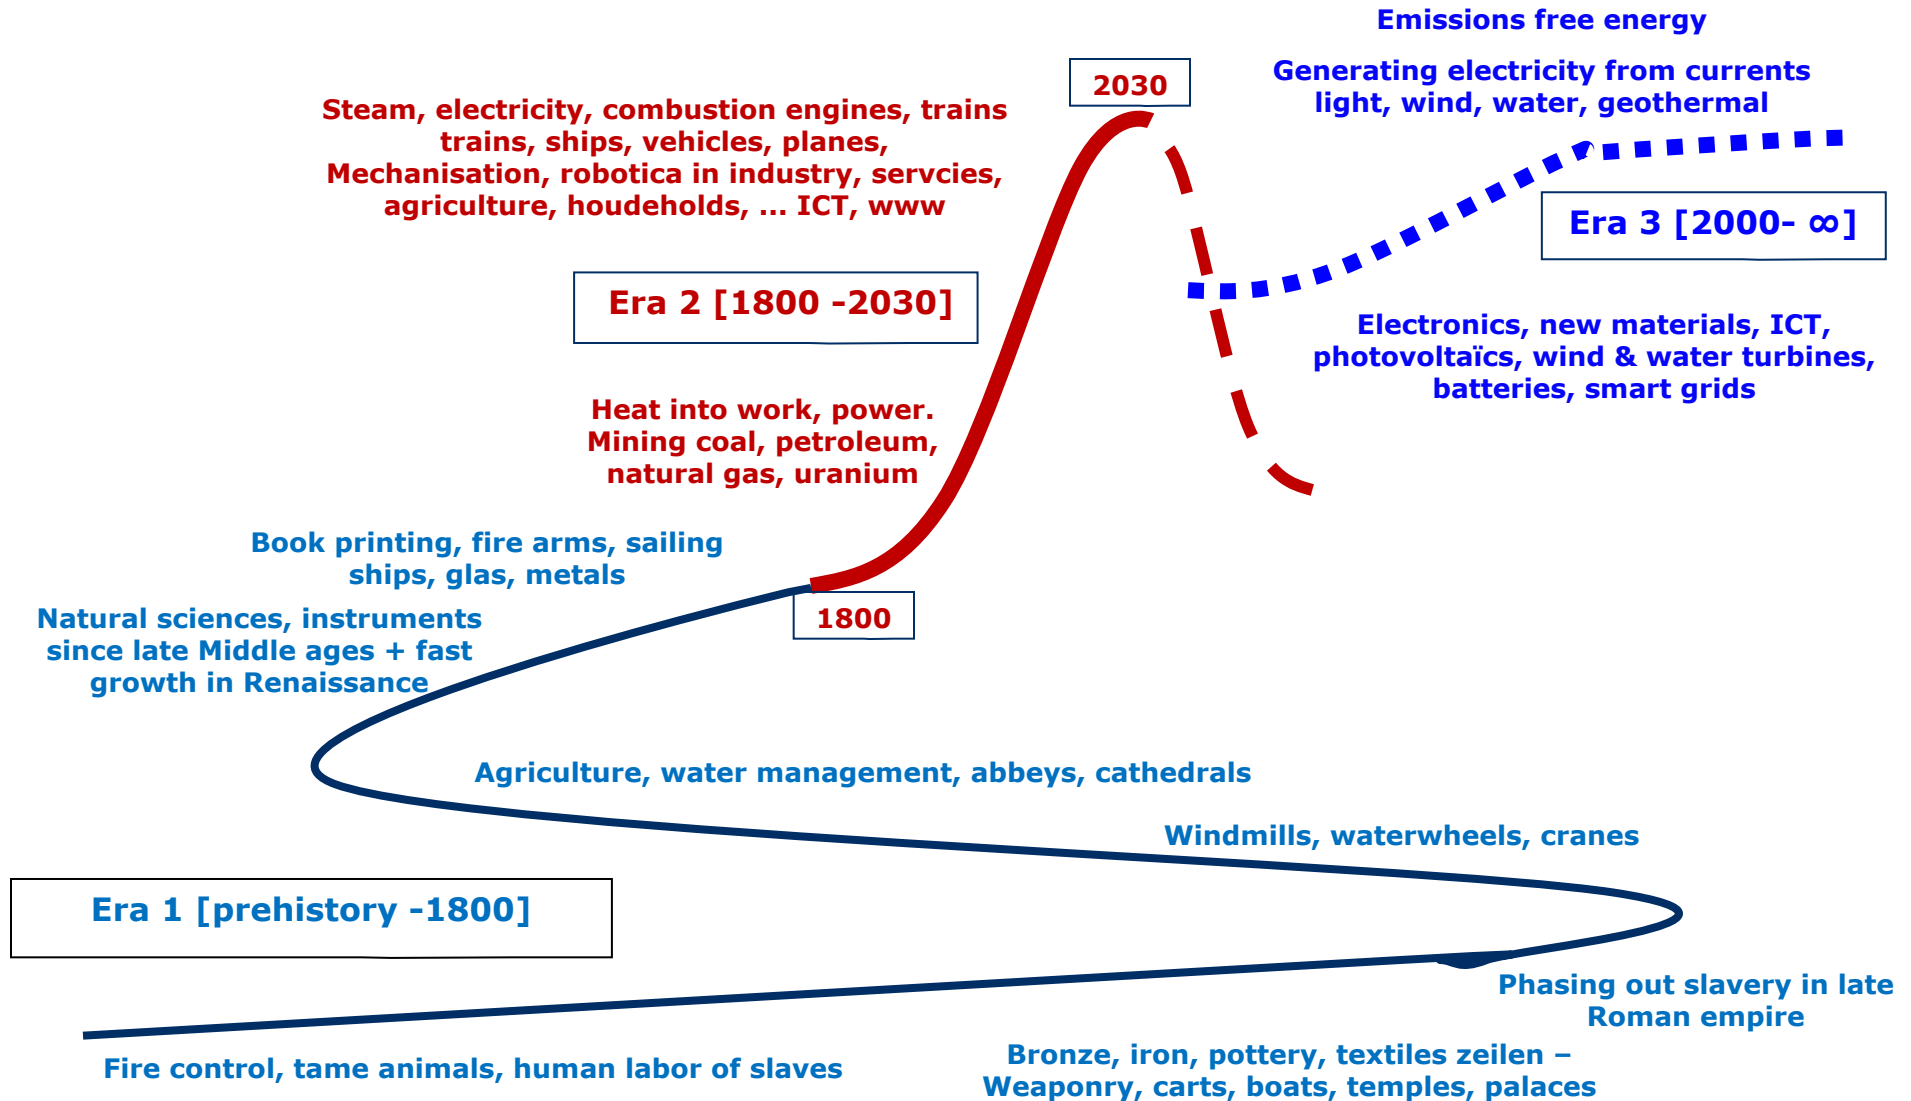 Emissions free energy
Generating electricity from currents
light, wind, water, geothermal
2030
Steam, electricity, combustion engines, trains
trains, ships, vehicles, planes,
Mechanisation, robotica in industry, servcies,
agriculture, houdeholds, ... ICT, www
Era 3 [2000- ∞]
Era 2 [1800 -2030]
Electronics, new materials, ICT,
photovoltaïcs, wind & water turbines,
batteries, smart grids
Heat into work, power.
Mining coal, petroleum,
natural gas, uranium
Book printing, fire arms, sailing
ships, glas, metals
1800
Natural sciences, instruments
since late Middle ages + fast
growth in Renaissance
Agriculture, water management, abbeys, cathedrals
Windmills, waterwheels, cranes
Era 1 [prehistory -1800]
Phasing out slavery in late
Roman empire
Fire control, tame animals, human labor of slaves
Bronze, iron, pottery, textiles zeilen –
Weaponry, carts, boats, temples, palaces